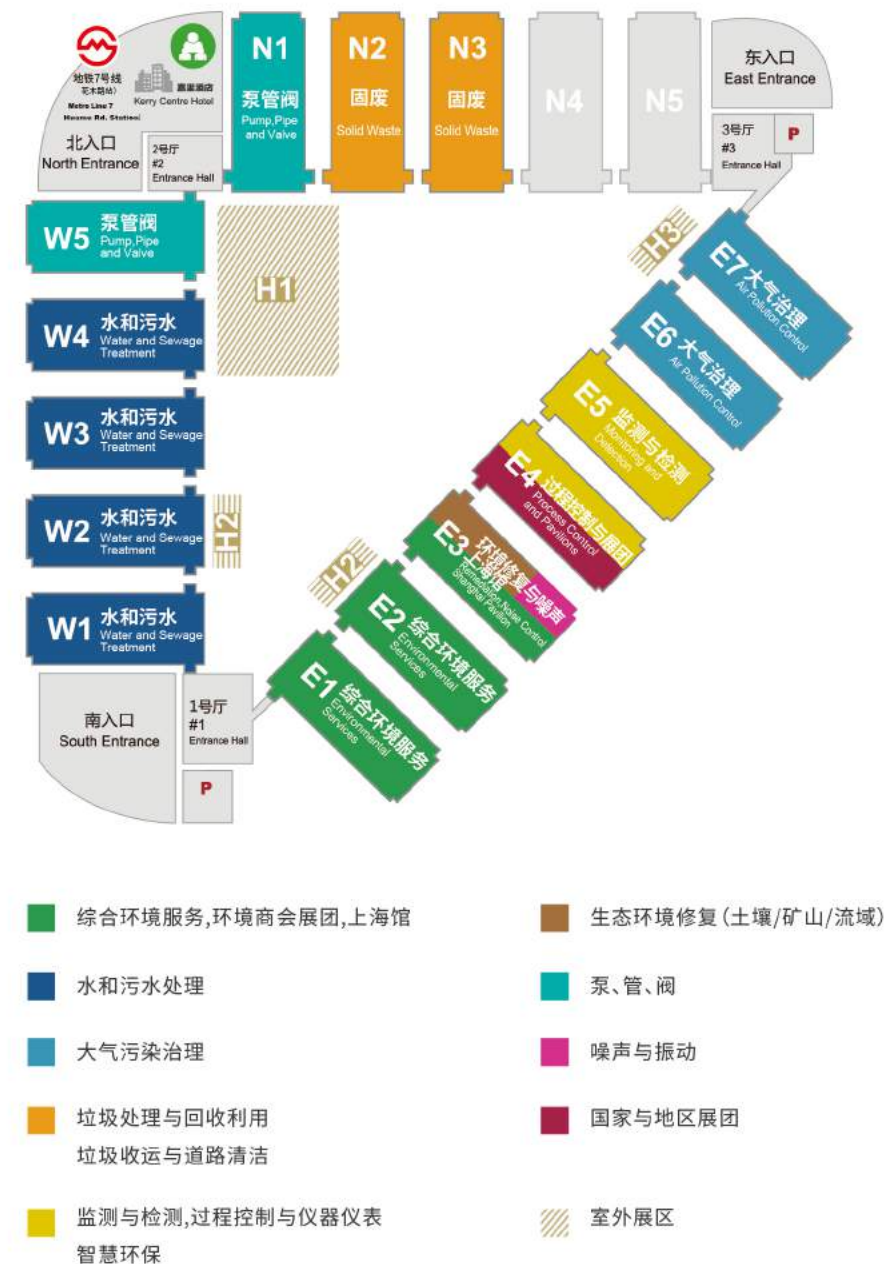 地铁7号线
花木路站)
Metro Line 7
嘉里酒店
Kerry Centre Hotel
北入口
North Entrance
2号厅
#2
Entrance Hall
N1
泵管阀
Pump,Pipe
and Valve
N2
固废
Solid Waste
N3
固废
Solid Waste
N4
N5
东入口
East Entrance
3号厅
#3
Entrance Hall
P
W5
泵管阀
Pump,Pipe
and Valve
W4
水和污水
Water and Sewage
Treatment
W3
水和污水
Water and Sewage
Treatment
W2
水和污水
Water and Sewage
Treatment
W1
水和污水
Water and Sewage
Treatment
H1
H2
H2
H3
E7
大气治理
Air Pollution Control
E6
大气治理
Air Pollution Control
E5
监测与检测
Monitoring and
Detection
E4
过程控制与展团
Process Control
and Pavilions
E3
环境修复与噪声
上海馆
Remediation,Noise Control
Shanghai Pavilion
E2
综合环境服务
Environmental
Services
E1
综合环境服务
Environmental
Services
南入口
South Entrance
1号厅
#1
Entrance Hall
P
综合环境服务,环境商会展团,上海馆
生态环境修复(土壤/矿山/流域)
水和污水处理
泵、管、阀
大气污染治理
噪声与振动
垃圾处理与回收利用
垃圾收运与道路清洁
国家与地区展团
监测与检测,过程控制与仪器仪表
智慧环保
室外展区